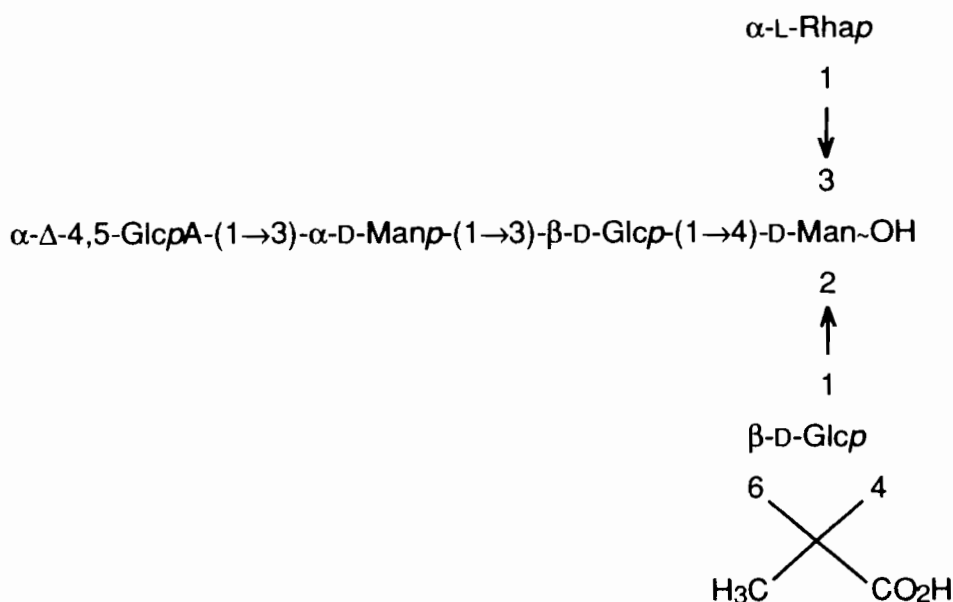 α-L-Rhap
1
3
α-Δ-4,5-GlcpA-(1→3)-α-D-Manp-(1→3)-β-D-Glcp-(1→4)-D-Man~OH
2
1
β-D-Glcp
6 4
H₃C CO₂H